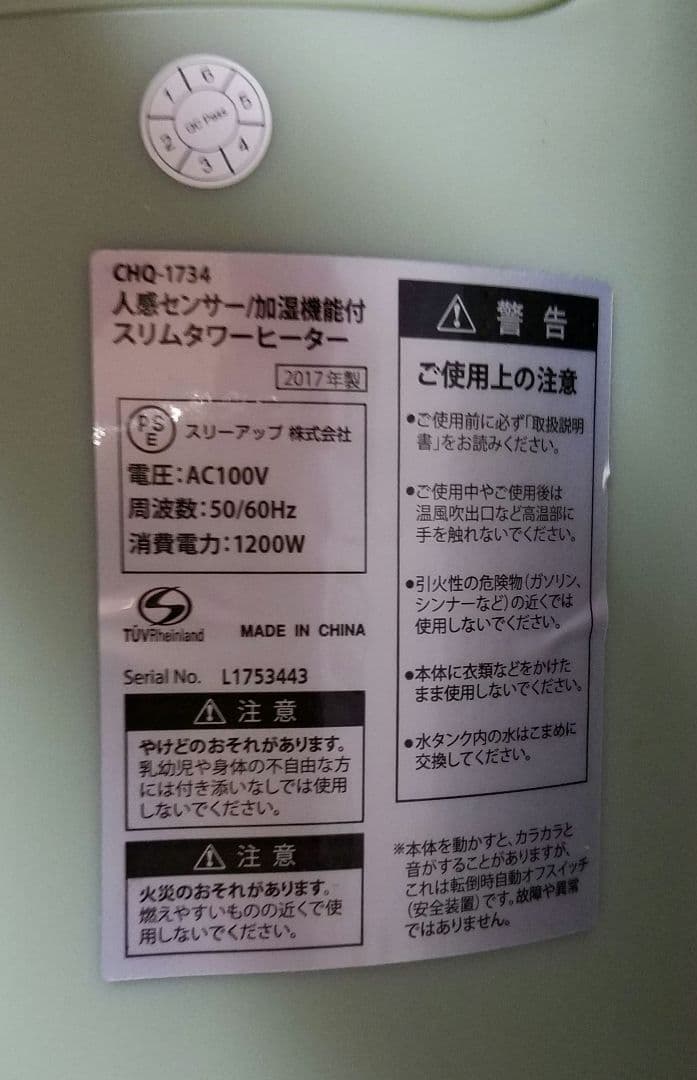 1 6 5 4 3 2
QC Pass
CHQ-1734
人感センサー/加湿機能付
スリムタワーヒーター
2017年製
PSE
スリーアップ 株式会社
電圧:AC100V
周波数:50/60Hz
消費電力:1200W
TÜVRheinland
MADE IN CHINA
Serial No. L1753443
注意
やけどのおそれがあります。
乳幼児や身体の不自由な方
には付き添いなしでは使用
しないでください。
注意
火災のおそれがあります。
燃えやすいものの近くで使
用しないでください。
警告
ご使用上の注意
●ご使用前に必ず「取扱説明
書」をお読みください。
●ご使用中やご使用後は
温風吹出口など高温部に
手を触れないでください。
●引火性の危険物(ガソリン、
シンナーなど)の近くでは
使用しないでください。
●本体に衣類などをかけた
まま使用しないでください。
●水タンク内の水はこまめに
交換してください。
※本体を動かすと、カラカラと
音がすることがありますが、
これは転倒時自動オフスイッチ
(安全装置)です。故障や異常
ではありません。